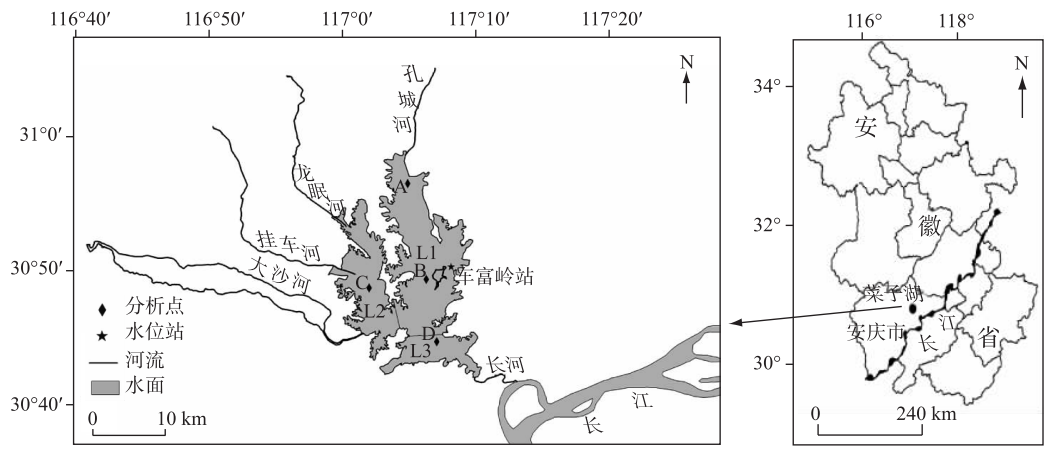 116°40′ 116°50′ 117°0′ 117°10′ 117°20′
31°0′
30°50′
30°40′
N
孔城河
龙眠河
挂车河
大沙河
A
L1
B
车富岭站
C
L2
D
L3
长河
长江
分析点
水位站
河流
水面
0 10 km
116° 118°
34°
32°
30°
N
安徽省
菜子湖
安庆市
长江
0 240 km